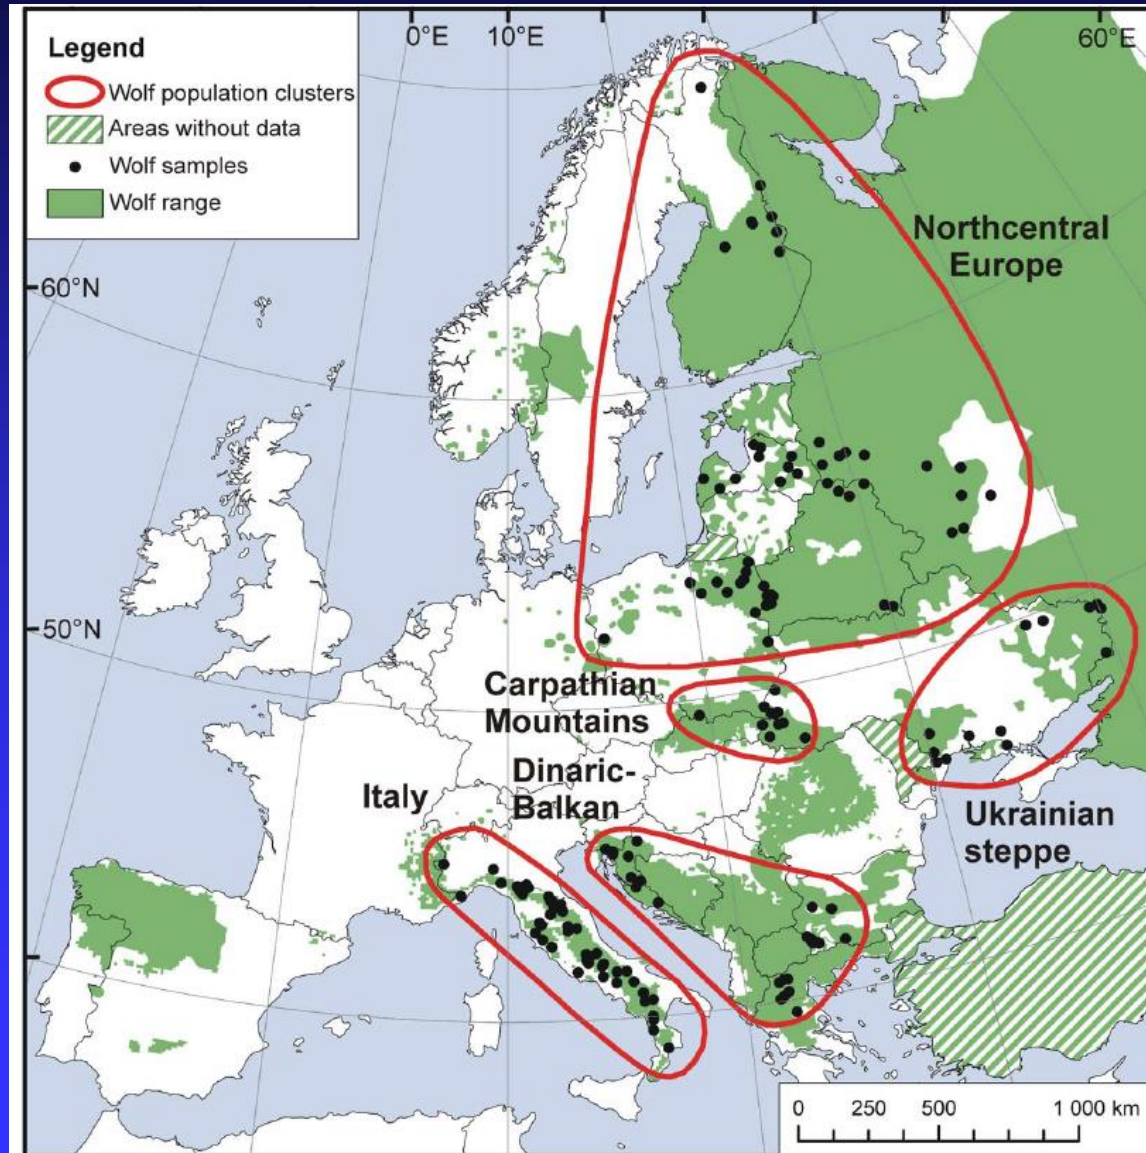 0°E 10°E 60°E
Legend
Wolf population clusters
Areas without data
Wolf samples
Wolf range
Northcentral
Europe
60°N
50°N
Carpathian
Mountains
Dinaric-
Balkan
Italy
Ukrainian
steppe
0 250 500 1 000 km